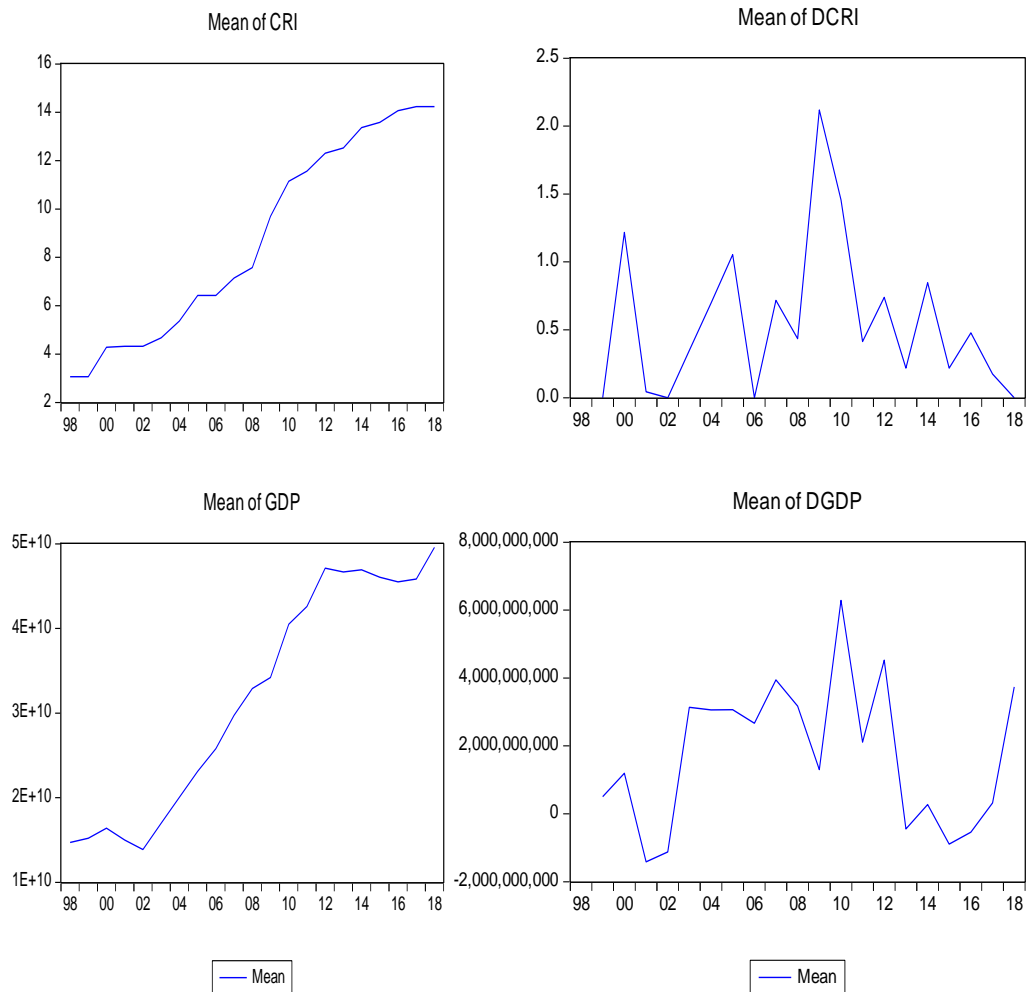 Mean of CRI
16
14
12
10
8
6
4
2
98 00 02 04 06 08 10 12 14 16 18
Mean of DCRI
2.5
2.0
1.5
1.0
0.5
0.0
98 00 02 04 06 08 10 12 14 16 18
Mean of GDP
5E+10
4E+10
3E+10
2E+10
1E+10
98 00 02 04 06 08 10 12 14 16 18
Mean
Mean of DGDP
8,000,000,000
6,000,000,000
4,000,000,000
2,000,000,000
0
-2,000,000,000
98 00 02 04 06 08 10 12 14 16 18
Mean